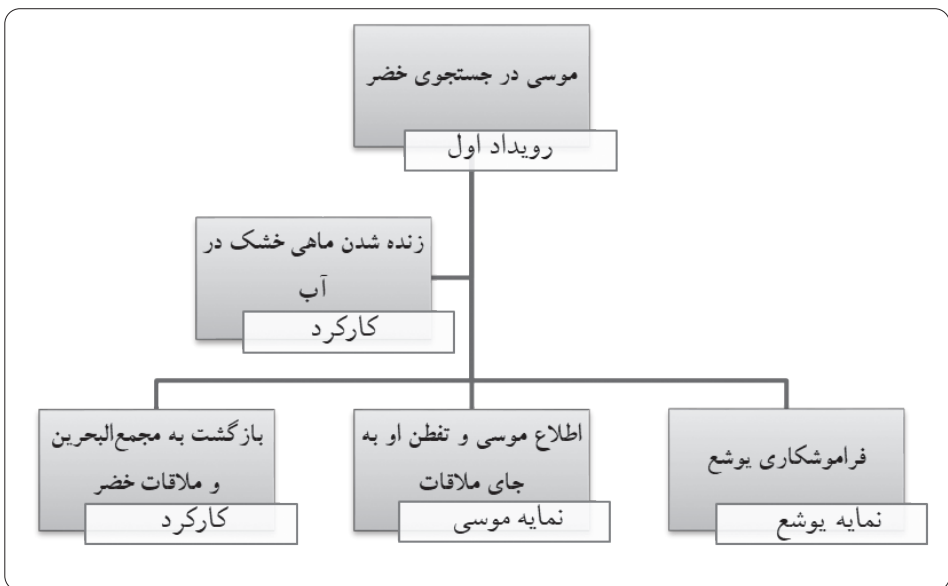 موسی در جستجوی خضر
رویداد اول
زنده شدن ماهی خشک در
آب
کارکرد
فراموشکاری یوشع
نمایه یوشع
اطلاع موسی و تفطن او به
جای ملاقات
نمایه موسی
بازگشت به مجمع‌البحرین
و ملاقات خضر
کارکرد